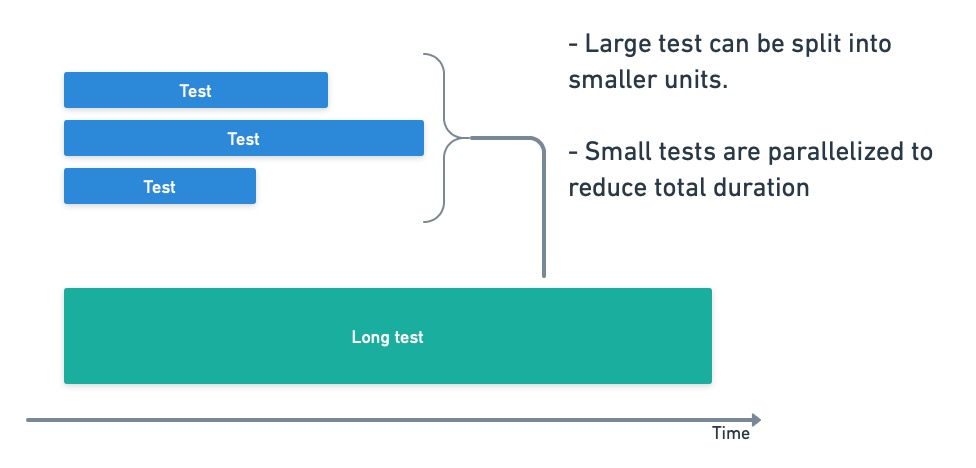 - Large test can be split into
smaller units.
- Small tests are parallelized to
reduce total duration
Test
Test
Test
Long test
Time